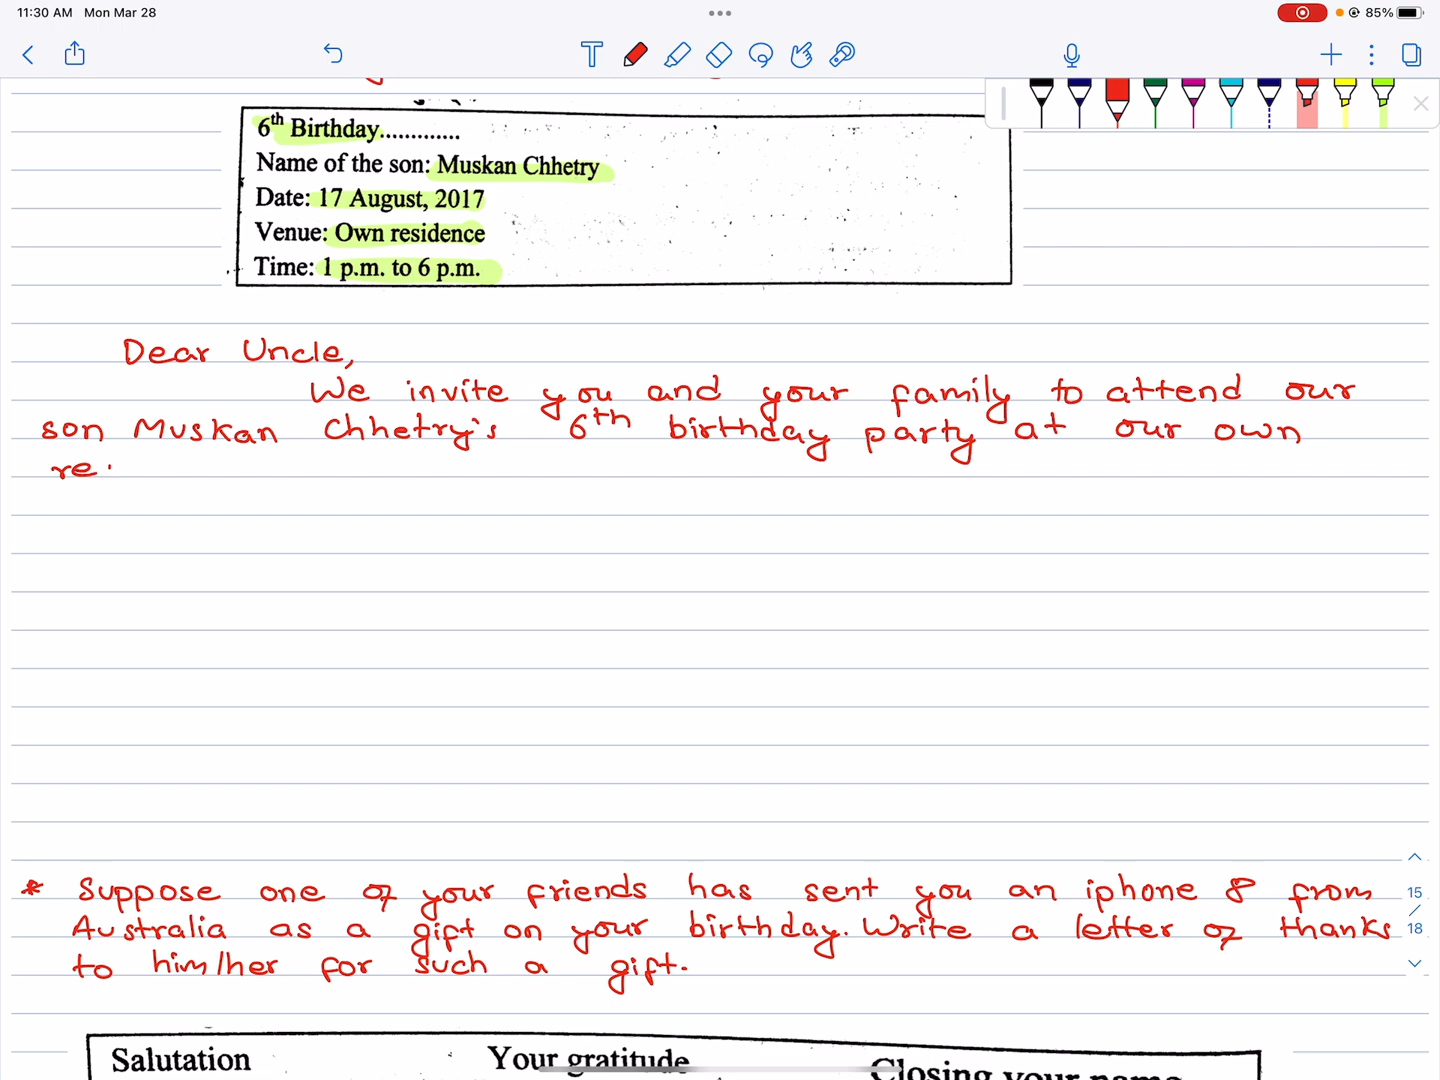 11:30 AM Mon Mar 28
85%
6th Birthday.............
Name of the son: Muskan Chhetry
Date: 17 August, 2017
Venue: Own residence
Time: 1 p.m. to 6 p.m.
Dear Uncle,
We invite you and your family to attend our
son Muskan Chhetry's 6th birthday party at our own
re.
* Suppose one of your friends has sent you an iphone 8 from
Australia as a gift on your birthday. Write a letter of thanks
to him/her for such a gift.
15
/
18
Salutation Your gratitude Closing your name